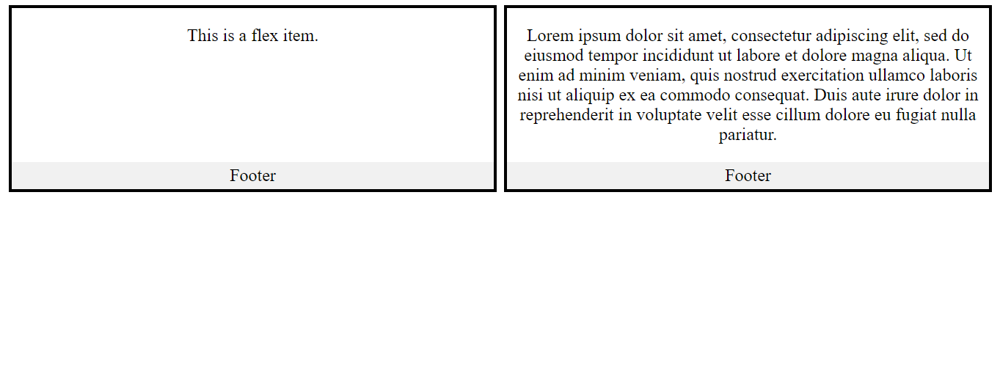 This is a flex item.
Footer
Lorem ipsum dolor sit amet, consectetur adipiscing elit, sed do
eiusmod tempor incididunt ut labore et dolore magna aliqua. Ut
enim ad minim veniam, quis nostrud exercitation ullamco laboris
nisi ut aliquip ex ea commodo consequat. Duis aute irure dolor in
reprehenderit in voluptate velit esse cillum dolore eu fugiat nulla
pariatur.
Footer